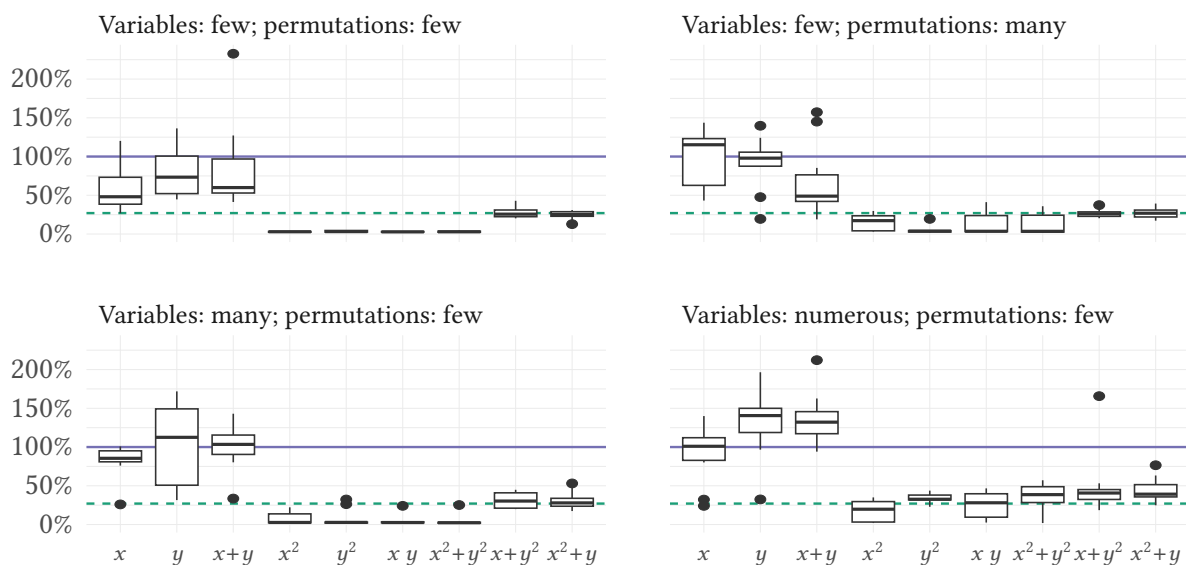 Variables: few; permutations: few
Variables: few; permutations: many
200%
150%
100%
50%
0%
Variables: many; permutations: few
Variables: numerous; permutations: few
200%
150%
100%
50%
0%
x y x+y x² y² x y x²+y² x+y² x²+y
x y x+y x² y² x y x²+y² x+y² x²+y